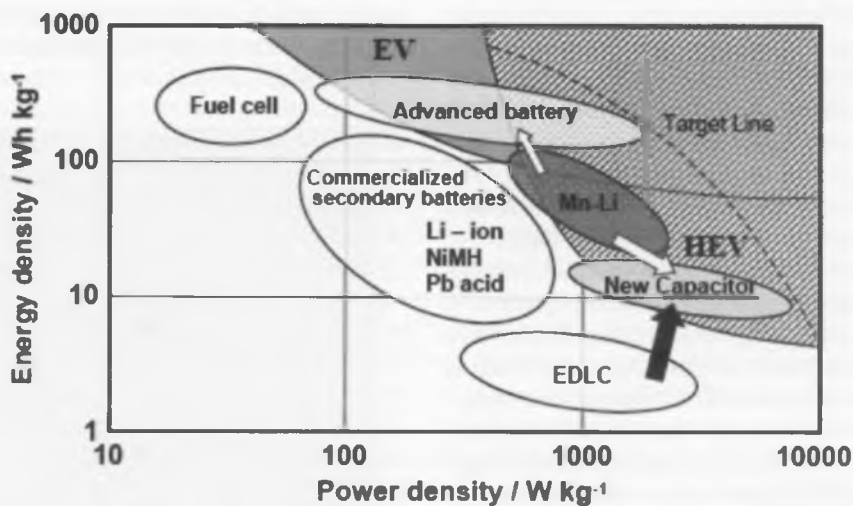 1000
EV
Fuel cell
Advanced battery
Target Line
100
Commercialized
secondary batteries
Li – ion
NiMH
Pb acid
Mn-Li
HEV
New Capacitor
10
EDLC
1
10
100
1000
10000
Energy density / Wh kg⁻¹
Power density / W kg⁻¹